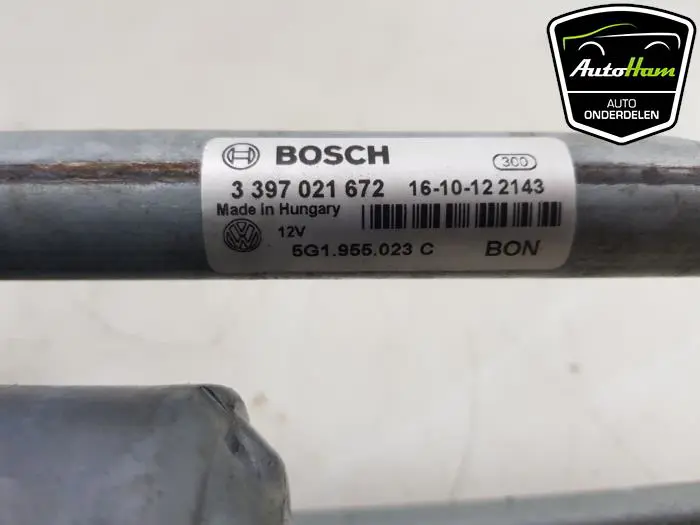 AutoHam
AUTO
ONDERDELEN
BOSCH 300
3 397 021 672 16-10-12 2143
Made in Hungary
12V
5G1.955.023 C BON